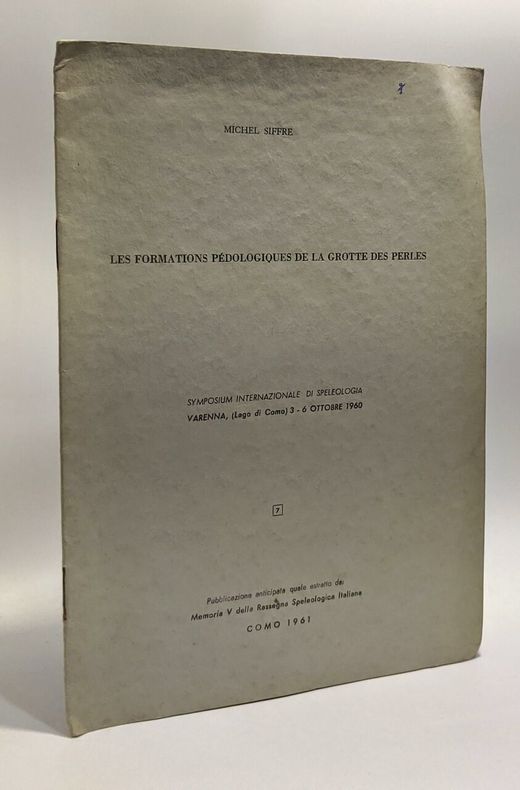 MICHEL SIFFRE
LES FORMATIONS PÉDOLOGIQUES DE LA GROTTE DES PERLES
SYMPOSIUM INTERNAZIONALE DI SPELEOLOGIA
VARENNA, (Lago di Como) 3 - 6 OTTOBRE 1960
7
Pubblicazione anticipata quale estratto dai
Memoria V della Rassegna Speleologica Italiana
COMO 1961